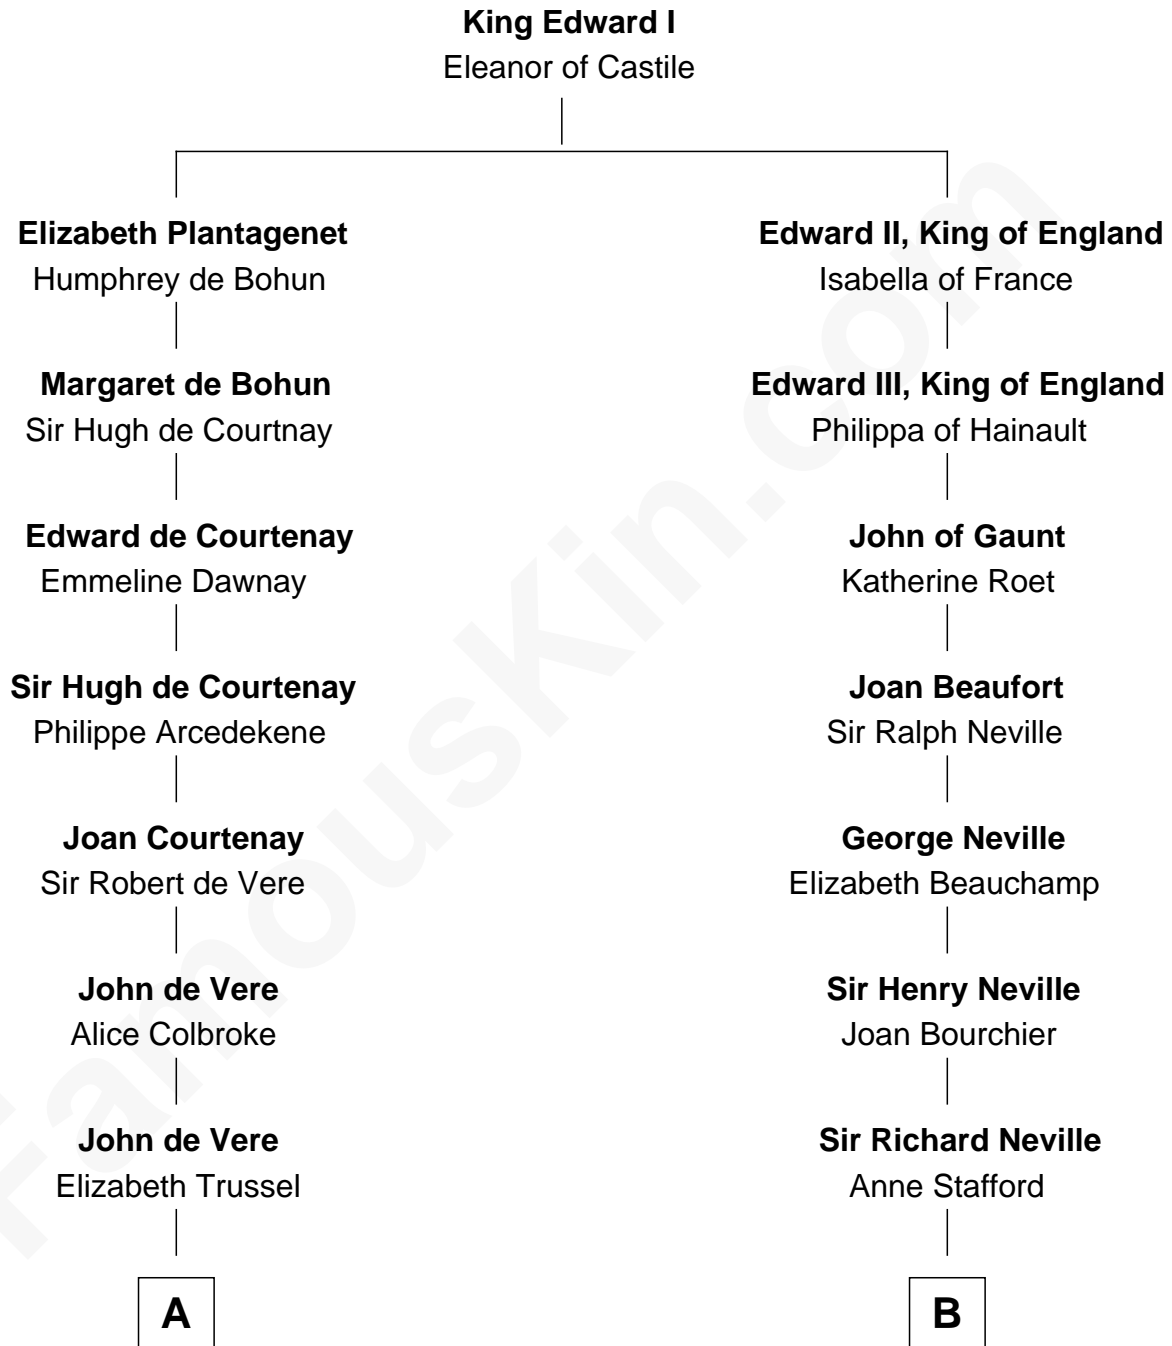 King Edward I
Eleanor of Castile
Elizabeth Plantagenet
Humphrey de Bohun
Edward II, King of England
Isabella of France
Margaret de Bohun
Sir Hugh de Courtnay
Edward III, King of England
Philippa of Hainault
Edward de Courtenay
Emmeline Dawnay
John of Gaunt
Katherine Roet
Sir Hugh de Courtenay
Philippe Arcedekene
Joan Beaufort
Sir Ralph Neville
Joan Courtenay
Sir Robert de Vere
George Neville
Elizabeth Beauchamp
John de Vere
Alice Colbroke
Sir Henry Neville
Joan Bourchier
John de Vere
Elizabeth Trussel
Sir Richard Neville
Anne Stafford
A
B
FamousKin.com